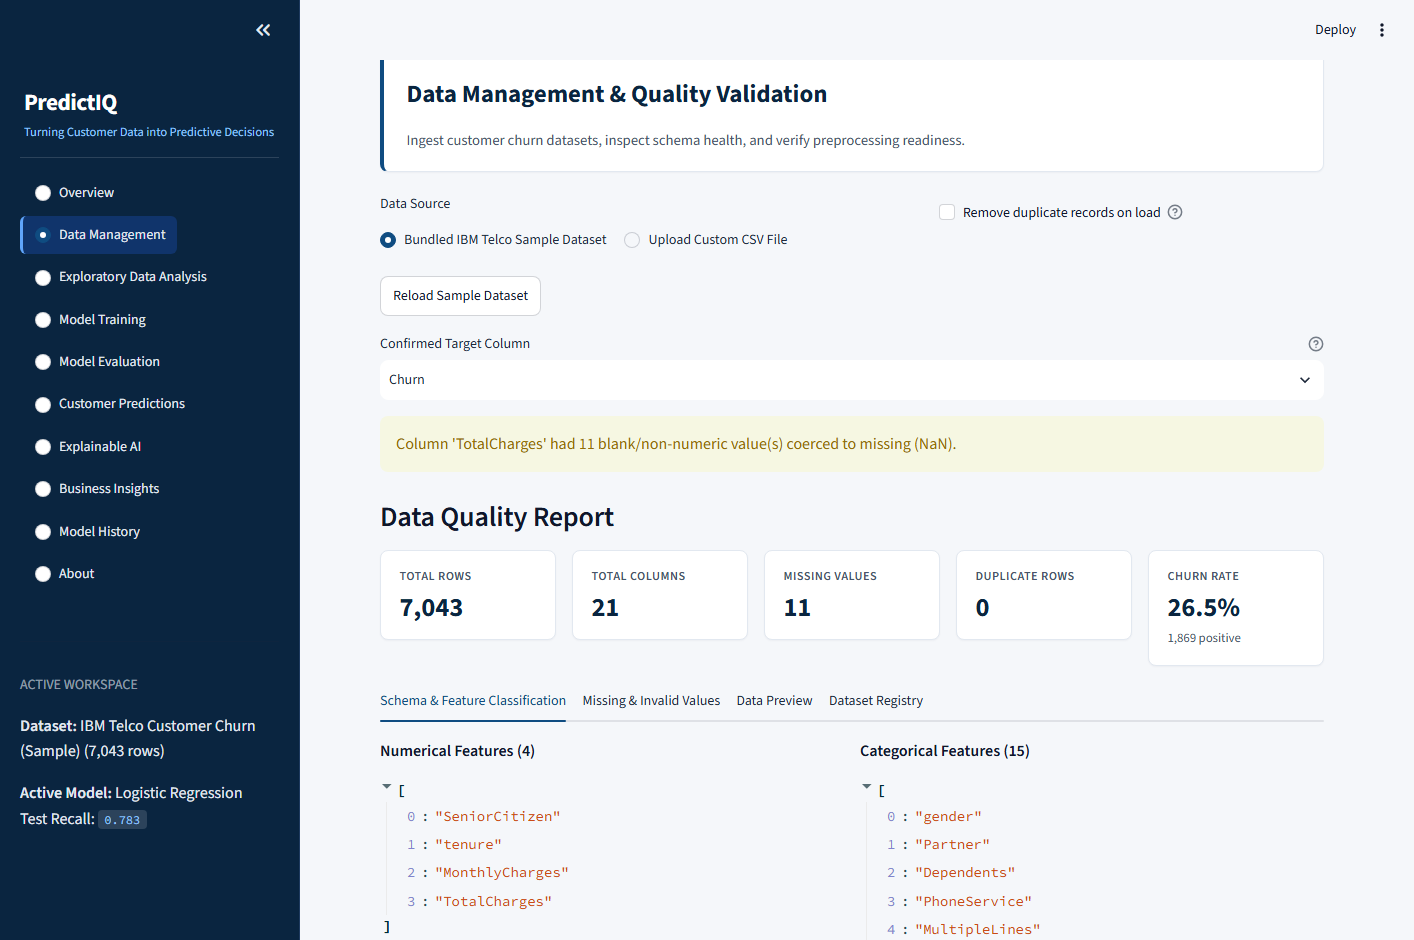 Deploy
PredictIQ
Turning Customer Data into Predictive Decisions
Overview
Data Management
Exploratory Data Analysis
Model Training
Model Evaluation
Customer Predictions
Explainable AI
Business Insights
Model History
About
ACTIVE WORKSPACE
Dataset: IBM Telco Customer Churn
(Sample) (7,043 rows)
Active Model: Logistic Regression
Test Recall: 0.783
Data Management & Quality Validation
Ingest customer churn datasets, inspect schema health, and verify preprocessing readiness.
Data Source
Bundled IBM Telco Sample Dataset
Upload Custom CSV File
Remove duplicate records on load
Reload Sample Dataset
Confirmed Target Column
Churn
Column 'TotalCharges' had 11 blank/non-numeric value(s) coerced to missing (NaN).
Data Quality Report
TOTAL ROWS
7,043
TOTAL COLUMNS
21
MISSING VALUES
11
DUPLICATE ROWS
0
CHURN RATE
26.5%
1,869 positive
Schema & Feature Classification
Missing & Invalid Values
Data Preview
Dataset Registry
Numerical Features (4)
[
0 : "SeniorCitizen"
1 : "tenure"
2 : "MonthlyCharges"
3 : "TotalCharges"
]
Categorical Features (15)
[
0 : "gender"
1 : "Partner"
2 : "Dependents"
3 : "PhoneService"
4 : "MultipleLines"